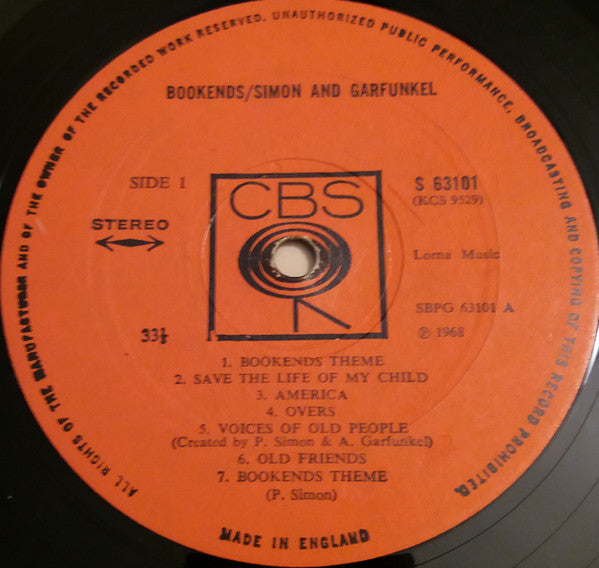 ALL RIGHTS OF THE MANUFACTURER AND OF THE OWNER OF THE RECORDED WORK RESERVED. UNAUTHORIZED PUBLIC PERFORMANCE, BROADCASTING AND COPYING OF THIS RECORD PROHIBITED.
BOOKENDS/SIMON AND GARFUNKEL
SIDE 1
CBS
S 63101
(KCS 9529)
STEREO
Lorna Music
SBPG 63101 A
33⅓
℗ 1968
1. BOOKENDS THEME
2. SAVE THE LIFE OF MY CHILD
3. AMERICA
4. OVERS
5. VOICES OF OLD PEOPLE
(Created by P. Simon & A. Garfunkel)
6. OLD FRIENDS
7. BOOKENDS THEME
(P. Simon)
MADE IN ENGLAND